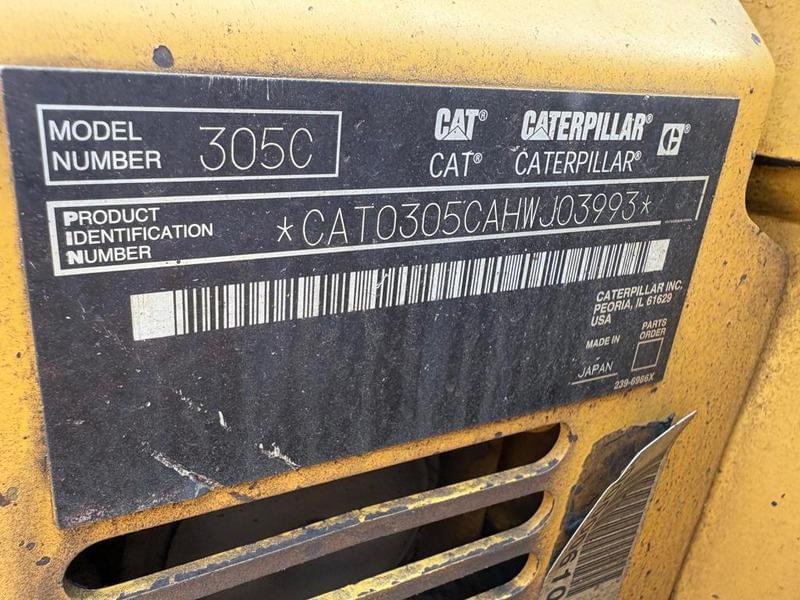 MODEL
NUMBER
305C
CAT® CATERPILLAR®
CAT® CATERPILLAR®
PRODUCT
IDENTIFICATION
NUMBER
*CAT0305CAHWJ03993*
CATERPILLAR INC.
PEORIA, IL 61629
USA
MADE IN
JAPAN
PARTS
ORDER
239-6966X